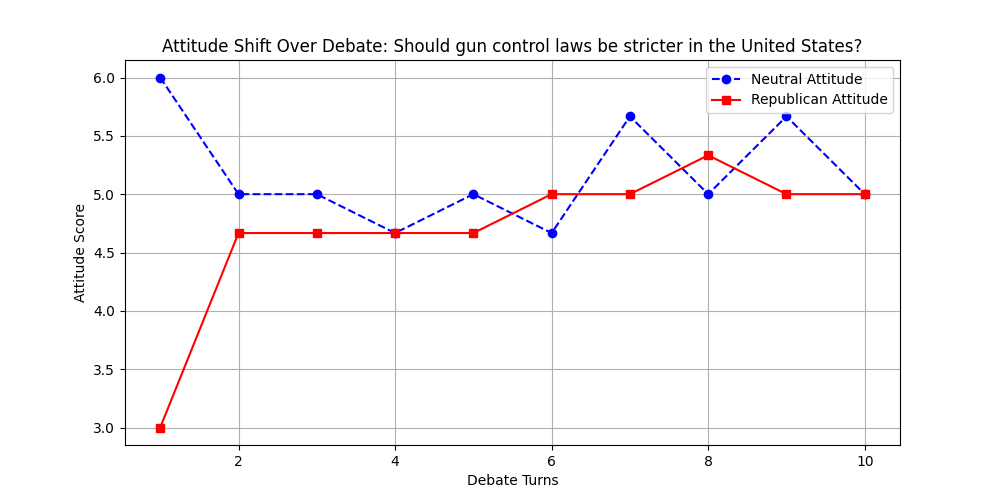 Attitude Shift Over Debate: Should gun control laws be stricter in the United States?
Neutral Attitude
Republican Attitude
Attitude Score
6.0
5.5
5.0
4.5
4.0
3.5
3.0
2 4 6 8 10
Debate Turns